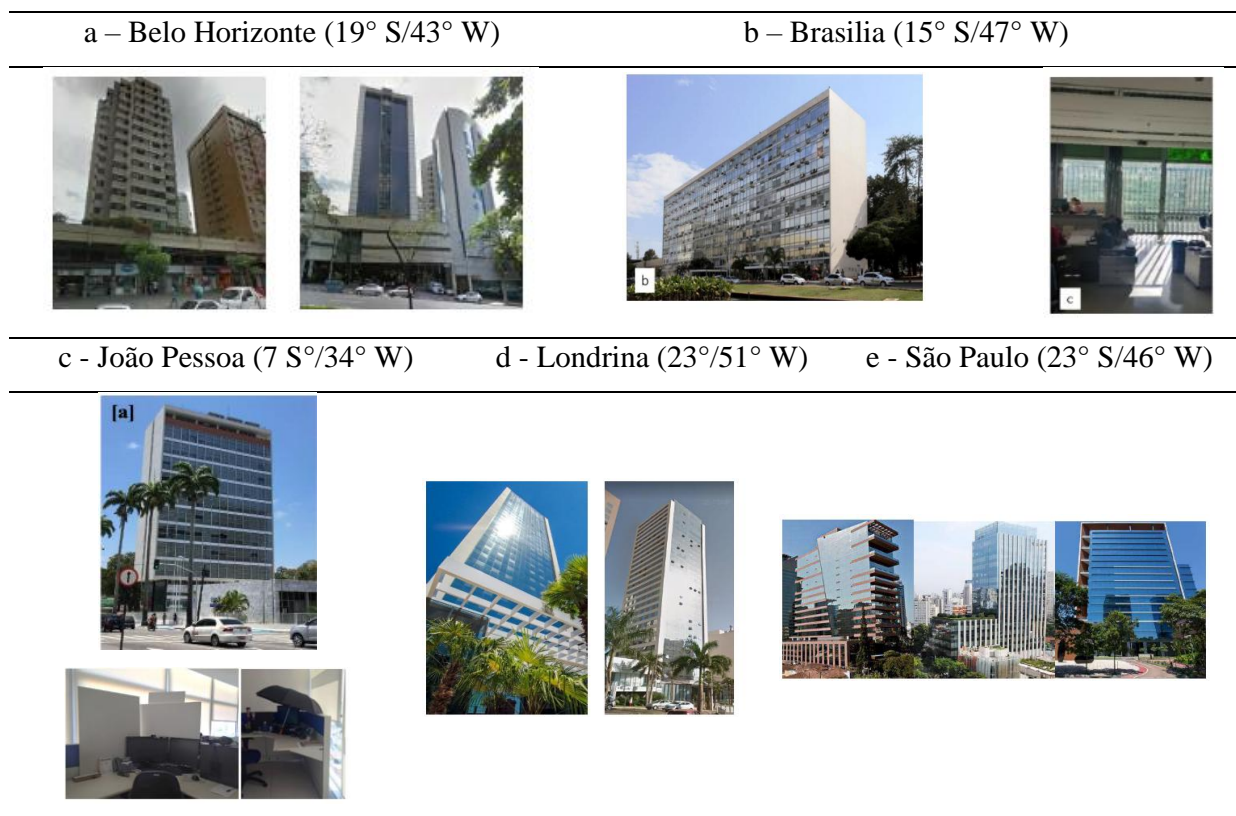 a – Belo Horizonte (19° S/43° W) b – Brasilia (15° S/47° W)
b
c
c - João Pessoa (7 S°/34° W) d - Londrina (23°/51° W) e - São Paulo (23° S/46° W)
[a]